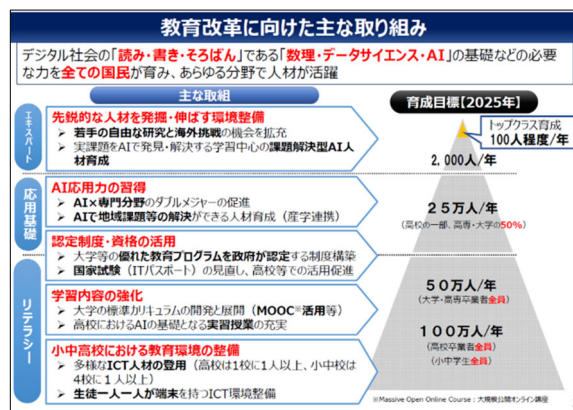 教育改革に向けた主な取り組み
デジタル社会の「読み・書き・そろばん」である「数理・データサイエンス・AI」の基礎などの必要
な力を全ての国民が育み、あらゆる分野で人材が活躍
主な取組
育成目標【2025年】
エキスパート
先鋭的な人材を発掘・伸ばす環境整備
➢ 若手の自由な研究と海外挑戦の機会を拡充
➢ 実課題をAIで発見・解決する学習中心の課題解決型AI人
材育成
トップクラス育成
100人程度/年
2,000人/年
応用基礎
AI応用力の習得
➢ AI×専門分野のダブルメジャーの促進
➢ AIで地域課題等の解決ができる人材育成（産学連携）
25万人/年
（高校の一部、高専・大学の50%）
認定制度・資格の活用
➢ 大学等の優れた教育プログラムを政府が認定する制度構築
➢ 国家試験（ITパスポート）の見直し、高校等での活用促進
リテラシー
学習内容の強化
➢ 大学の標準カリキュラムの開発と展開（MOOC※活用等）
➢ 高校におけるAIの基礎となる実習授業の充実
50万人/年
（大学・高専卒業者全員）
小中高校における教育環境の整備
➢ 多様なICT人材の登用（高校は1校に1人以上、小中校は
4校に1人以上）
➢ 生徒一人一人が端末を持つICT環境整備
100万人/年
（高校卒業者全員）
（小中学生全員）
※Massive Open Online Course：大規模公開オンライン講座